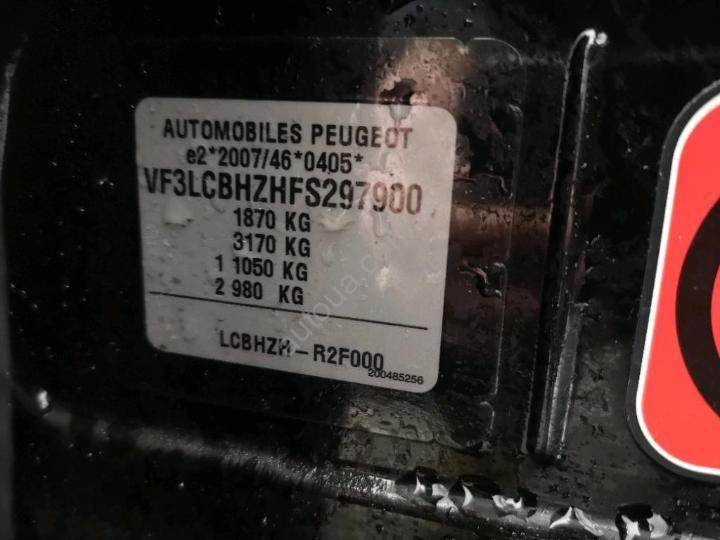 AUTOMOBILES PEUGEOT
e2*2007/46*0405*
VF3LCBHZHFS297900
1870 KG
3170 KG
1 1050 KG
2 980 KG
LCBHZH-R2F000
200485256
autoua.c